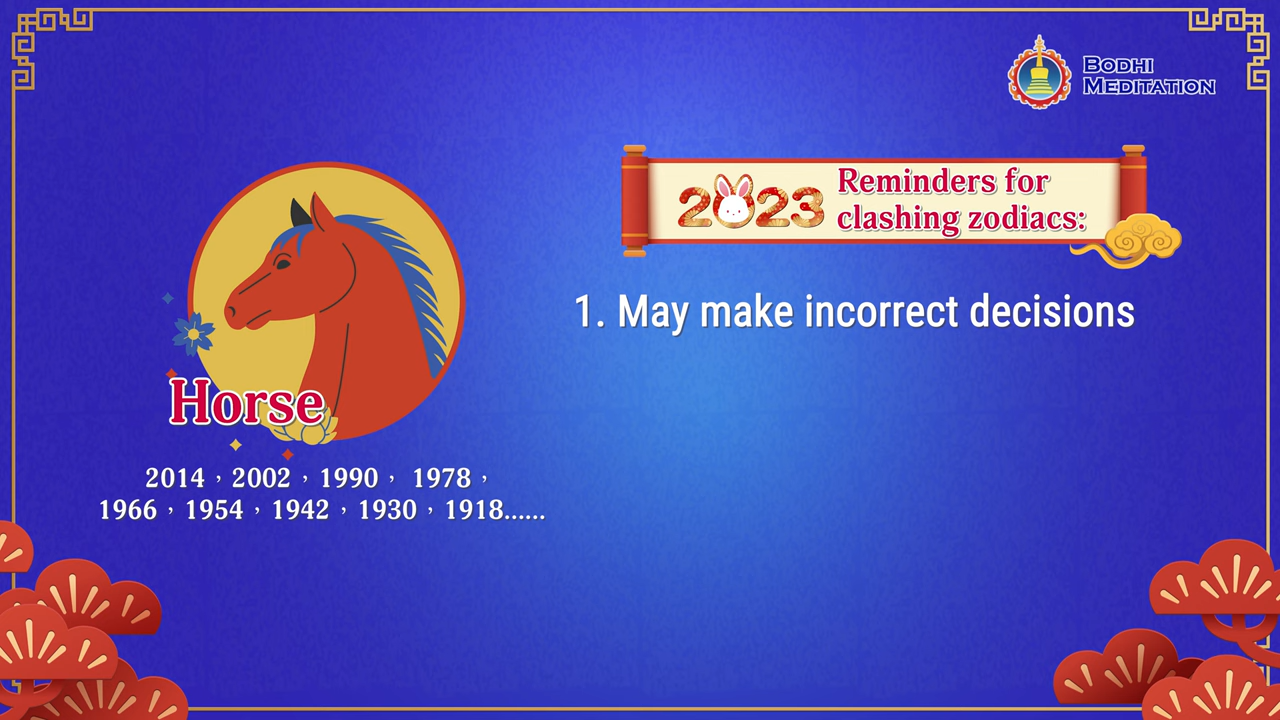 BODHI
MEDITATION
2023
Reminders for
clashing zodiacs:
1. May make incorrect decisions
Horse
2014，2002，1990， 1978，
1966，1954，1942，1930，1918......